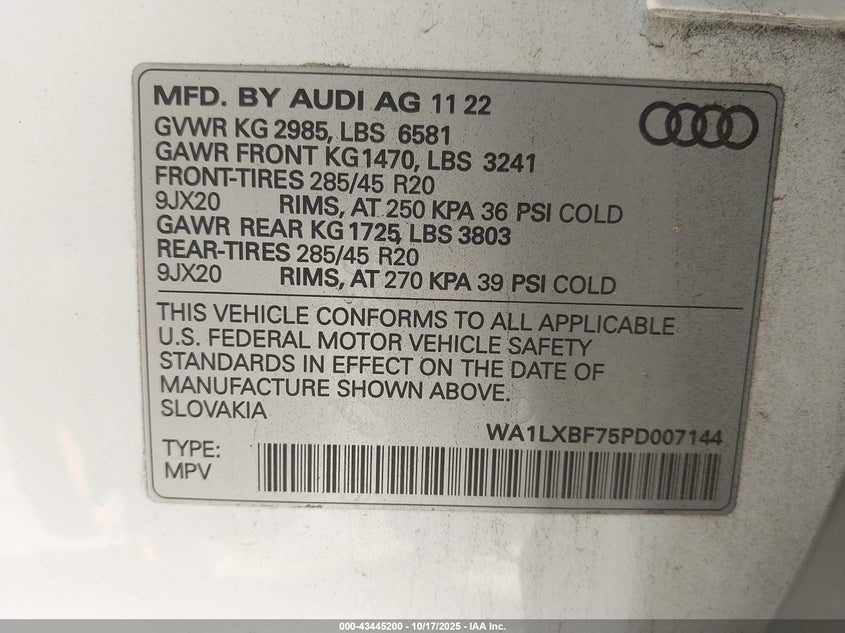 MFD. BY AUDI AG 11 22
GVWR KG 2985, LBS 6581
GAWR FRONT KG1470, LBS 3241
FRONT-TIRES 285/45 R20
9JX20 RIMS, AT 250 KPA 36 PSI COLD
GAWR REAR KG 1725, LBS 3803
REAR-TIRES 285/45 R20
9JX20 RIMS, AT 270 KPA 39 PSI COLD
THIS VEHICLE CONFORMS TO ALL APPLICABLE
U.S. FEDERAL MOTOR VEHICLE SAFETY
STANDARDS IN EFFECT ON THE DATE OF
MANUFACTURE SHOWN ABOVE.
SLOVAKIA
WA1LXBF75PD007144
TYPE:
MPV
000-43445200 - 10/17/2025 - IAA Inc.